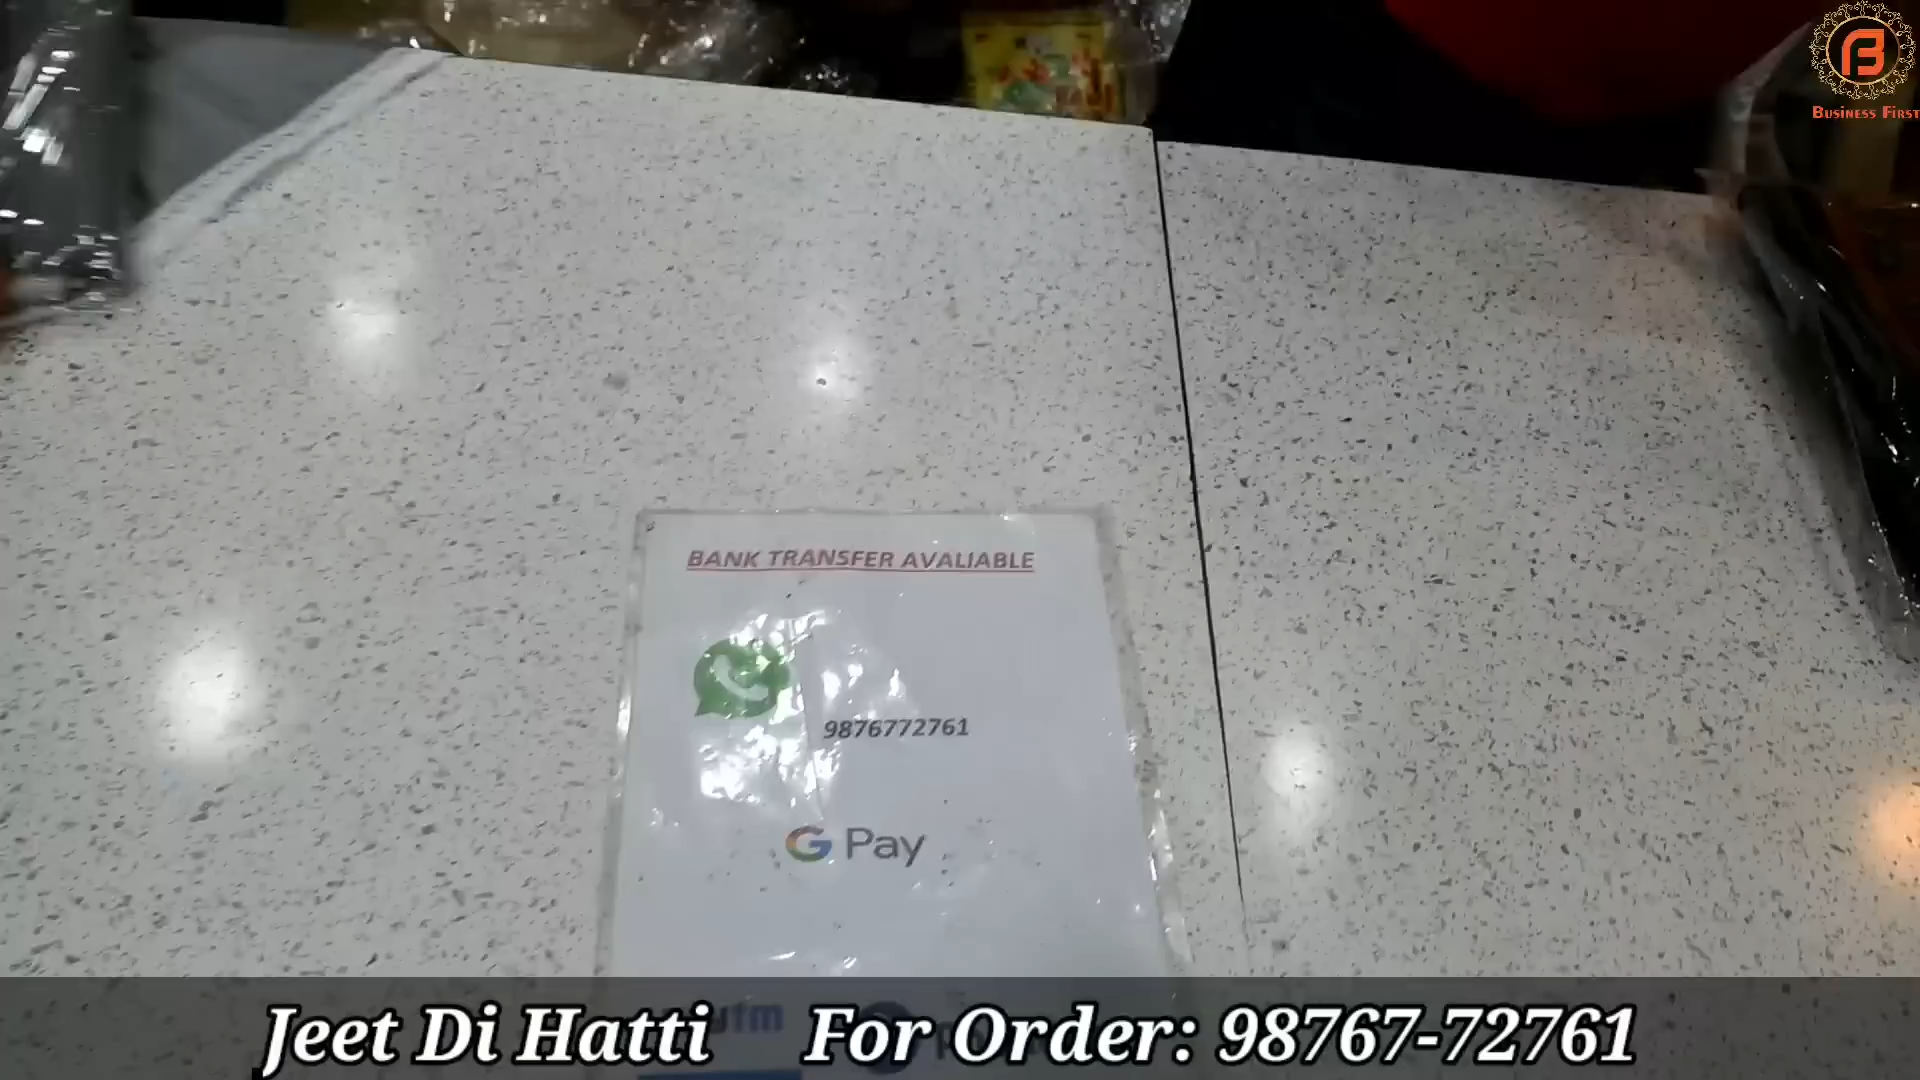 Business First
BANK TRANSFER AVALIABLE
9876772761
G Pay
Jeet Di Hatti For Order: 98767-72761